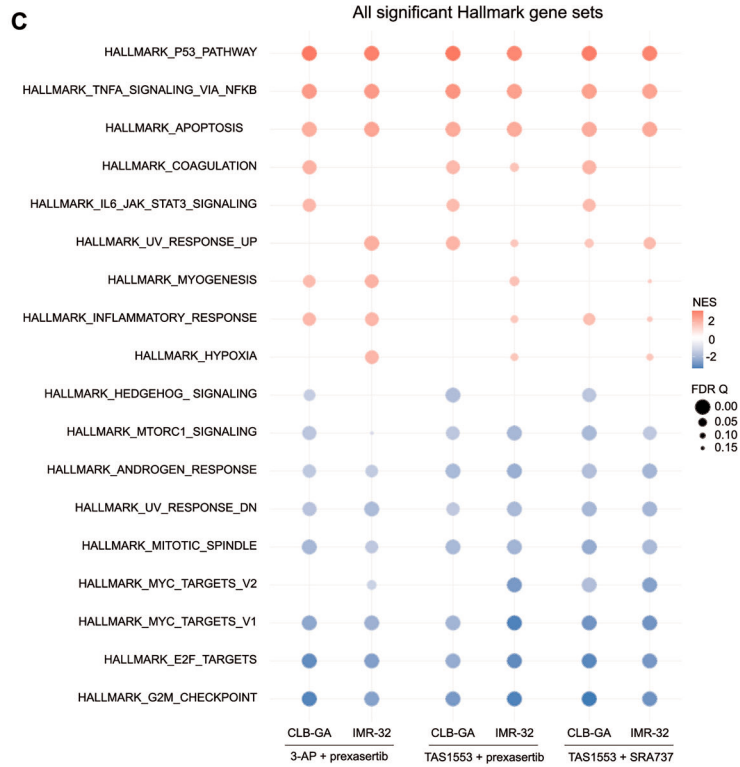 C
All significant Hallmark gene sets
HALLMARK_P53_PATHWAY
HALLMARK_TNFA_SIGNALING_VIA_NFKB
HALLMARK_APOPTOSIS
HALLMARK_COAGULATION
HALLMARK_IL6_JAK_STAT3_SIGNALING
HALLMARK_UV_RESPONSE_UP
HALLMARK_MYOGENESIS
HALLMARK_INFLAMMATORY_RESPONSE
HALLMARK_HYPOXIA
HALLMARK_HEDGEHOG_ SIGNALING
HALLMARK_MTORC1_SIGNALING
HALLMARK_ANDROGEN_RESPONSE
HALLMARK_UV_RESPONSE_DN
HALLMARK_MITOTIC_SPINDLE
HALLMARK_MYC_TARGETS_V2
HALLMARK_MYC_TARGETS_V1
HALLMARK_E2F_TARGETS
HALLMARK_G2M_CHECKPOINT
NES
2
0
-2
FDR Q
0.00
0.05
0.10
0.15
CLB-GA IMR-32 CLB-GA IMR-32 CLB-GA IMR-32
3-AP + prexasertib TAS1553 + prexasertib TAS1553 + SRA737